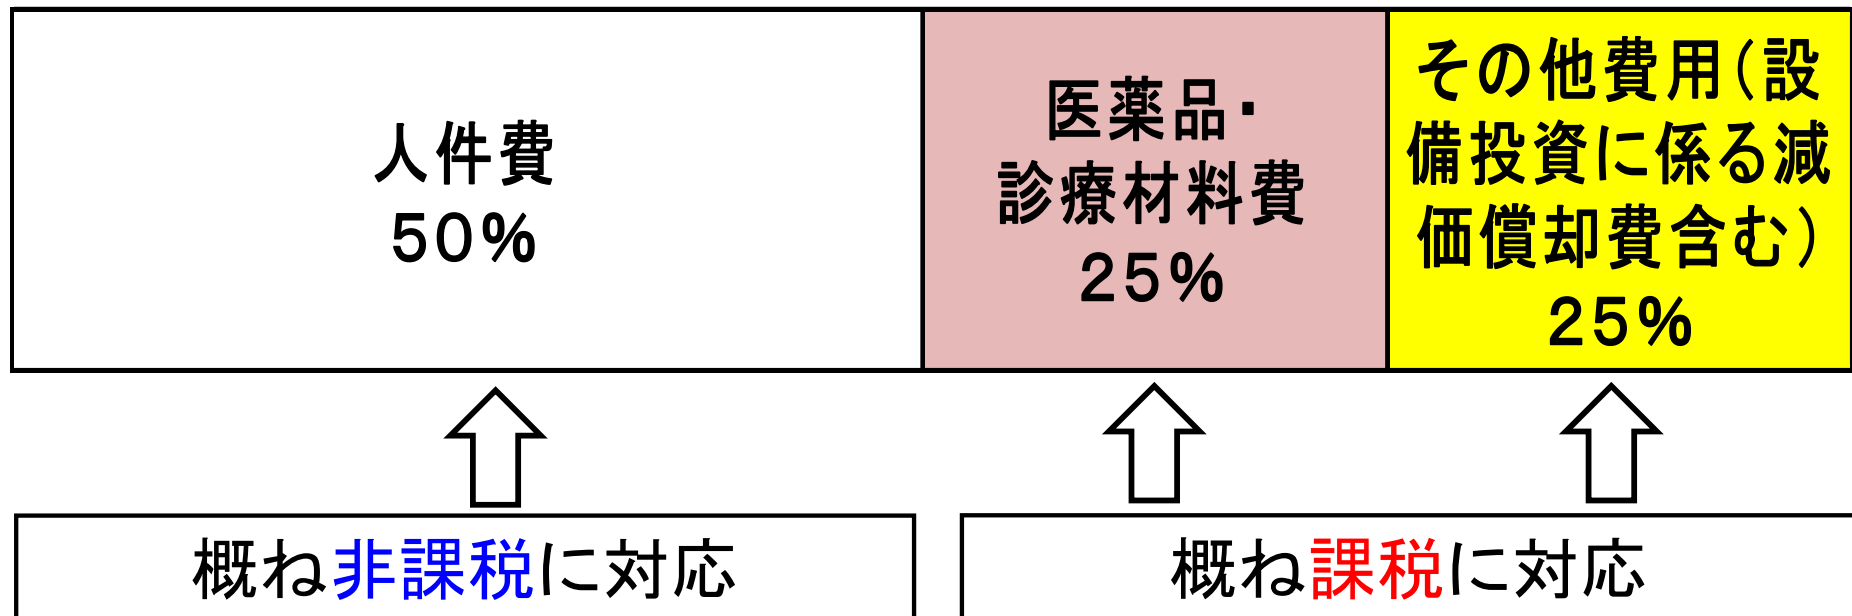 人件費
50%
医薬品・
診療材料費
25%
その他費用(設
備投資に係る減
価償却費含む)
25%
概ね非課税に対応
概ね課税に対応